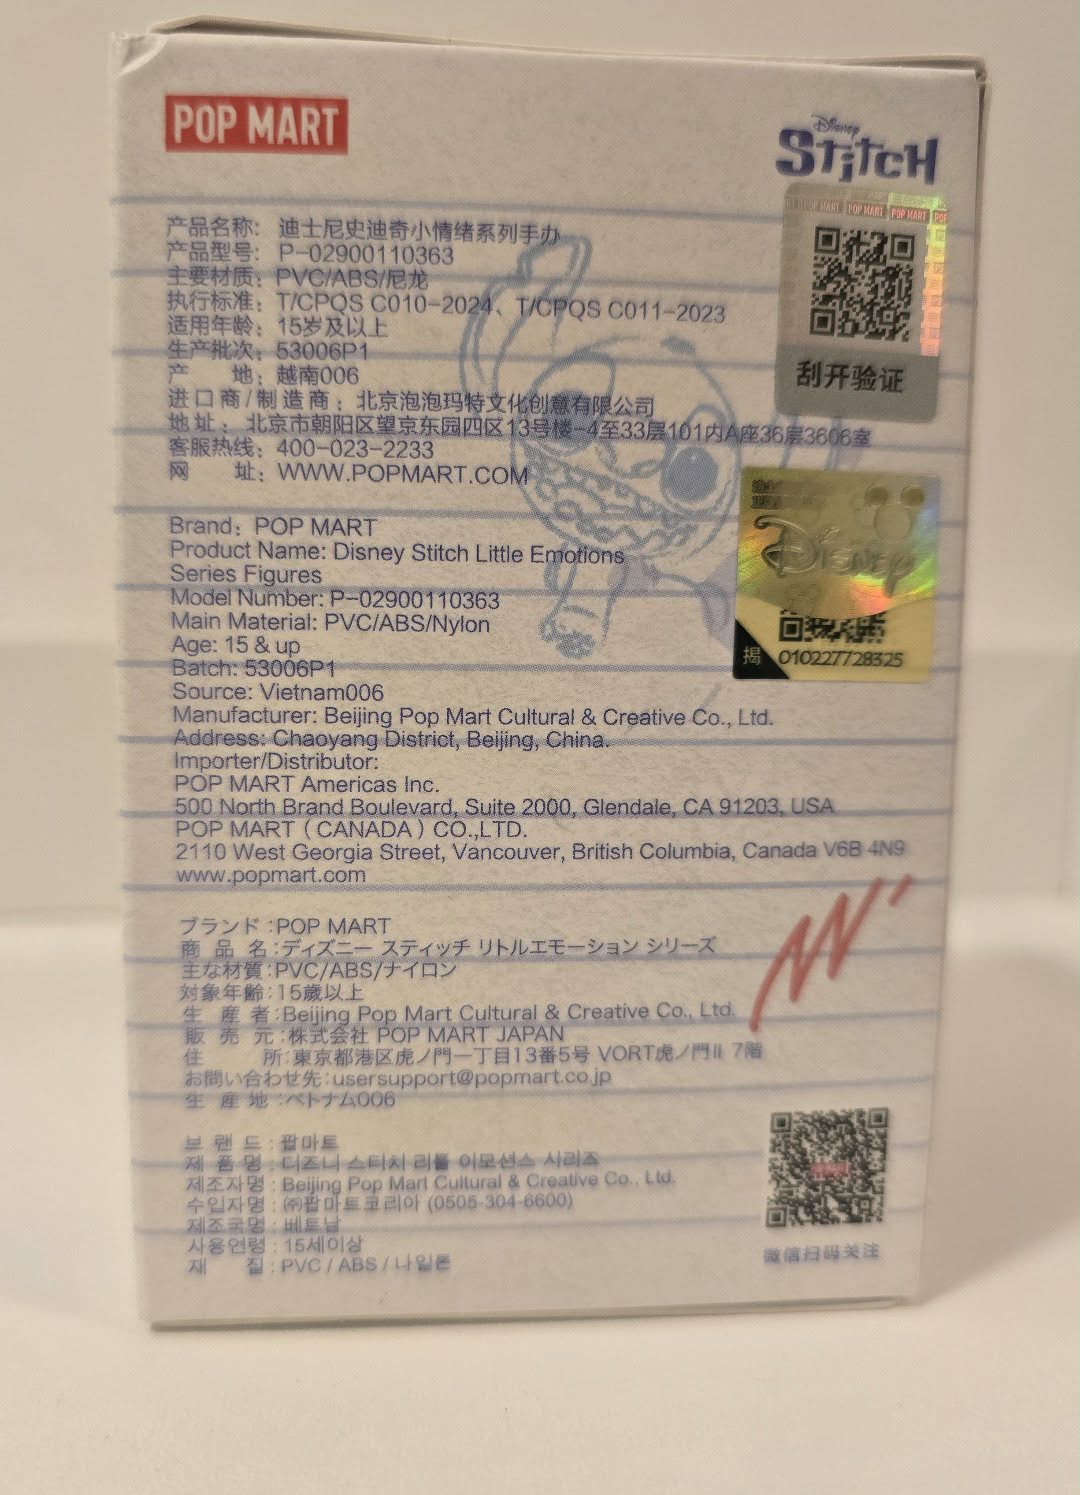 POP MART
Disney
Stitch
POP MART POP MART POP
刮开验证
产品名称: 迪士尼史迪奇小情绪系列手办
产品型号: P-02900110363
主要材质: PVC/ABS/尼龙
执行标准: T/CPQS C010-2024、T/CPQS C011-2023
适用年龄: 15岁及以上
生产批次: 53006P1
产 地: 越南006
进口商/制造商: 北京泡泡玛特文化创意有限公司
地址: 北京市朝阳区望京东园四区13号楼-4至33层101内A座36层3606室
客服热线: 400-023-2233
网 址: WWW.POPMART.COM
Disney
揭 010227728325
Brand: POP MART
Product Name: Disney Stitch Little Emotions
Series Figures
Model Number: P-02900110363
Main Material: PVC/ABS/Nylon
Age: 15 & up
Batch: 53006P1
Source: Vietnam006
Manufacturer: Beijing Pop Mart Cultural & Creative Co., Ltd.
Address: Chaoyang District, Beijing, China.
Importer/Distributor:
POP MART Americas Inc.
500 North Brand Boulevard, Suite 2000, Glendale, CA 91203, USA
POP MART (CANADA) CO.,LTD.
2110 West Georgia Street, Vancouver, British Columbia, Canada V6B 4N9
www.popmart.com
ブランド:POP MART
商品名:ディズニー スティッチ リトルエモーション シリーズ
主な材質:PVC/ABS/ナイロン
対象年齢:15歳以上
生産者:Beijing Pop Mart Cultural & Creative Co., Ltd.
販売元:株式会社 POP MART JAPAN
住 所:東京都港区虎ノ門一丁目13番5号 VORT虎ノ門II 7階
お問い合わせ先:usersupport@popmart.co.jp
生産地:ベトナム006
브랜드: 팝마트
제품명: 디즈니 스티치 리틀 이모션스 시리즈
제조자명: Beijing Pop Mart Cultural & Creative Co., Ltd.
수입자명: ㈜팝마트코리아 (0505-304-6600)
제조국명: 베트남
사용연령: 15세이상
재 질: PVC / ABS / 나일론
微信扫码关注